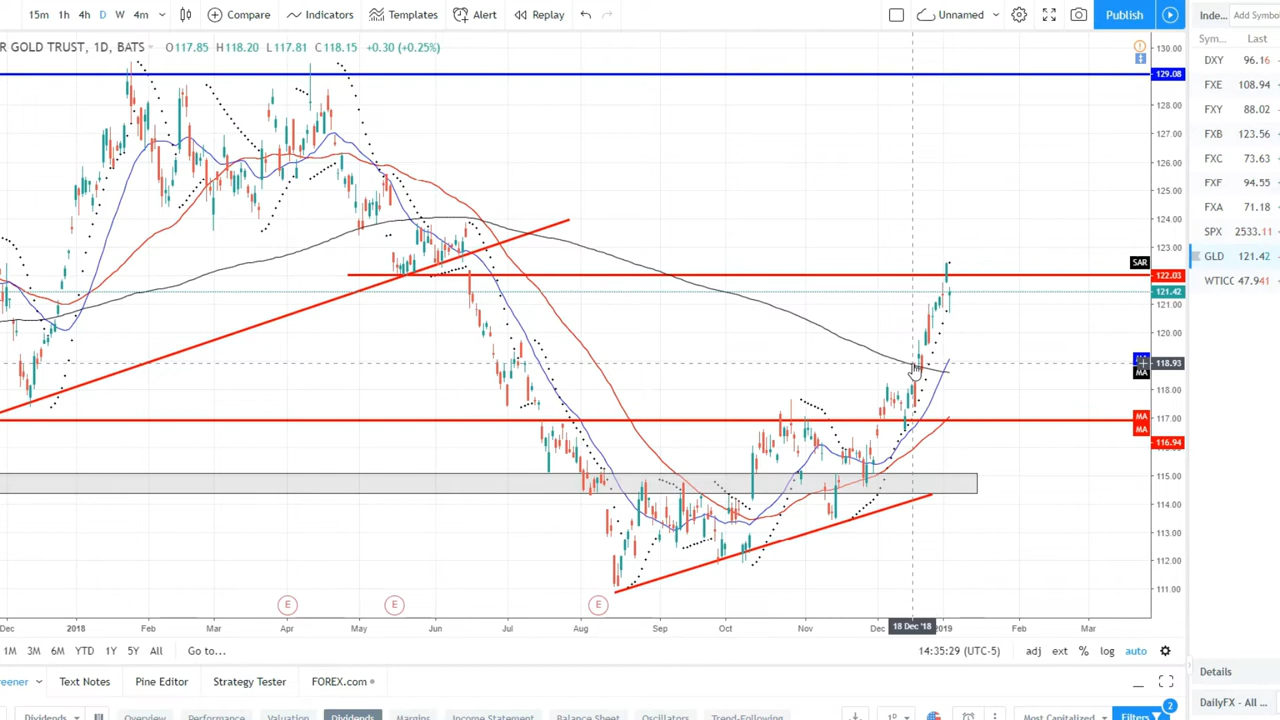 15m 1h 4h D W 4m Compare Indicators Templates Alert Replay Unnamed Publish
Inde... Add Symbo
Sym... Last
R GOLD TRUST, 1D, BATS O117.85 H118.20 L117.81 C118.15 +0.30 (+0.25%)
DXY 96.16
FXE 108.94
FXY 88.02
FXB 123.56
FXC 73.63
FXF 94.55
FXA 71.18
SPX 2533.11
GLD 121.42
WTICC 47.941
130.00
129.08
128.00
127.00
126.00
125.00
124.00
123.00
SAR
122.03
121.42
121.00
120.00
118.93
MA
118.00
117.00
MA
MA
116.94
115.00
114.00
113.00
112.00
111.00
E E E
Dec 2018 Feb Mar Apr May Jun Jul Aug Sep Oct Nov Dec 18 Dec '18 2019 Feb Mar
1M 3M 6M YTD 1Y 5Y All Go to... 14:35:29 (UTC-5) adj ext % log auto
Details
eener Text Notes Pine Editor Strategy Tester FOREX.com
DailyFX - All ...
2
Dividends Overview Performance Valuation Dividends Margins Income Statement Balance Sheet Oscillators Trend-Following 1D Most Capitalized Filters